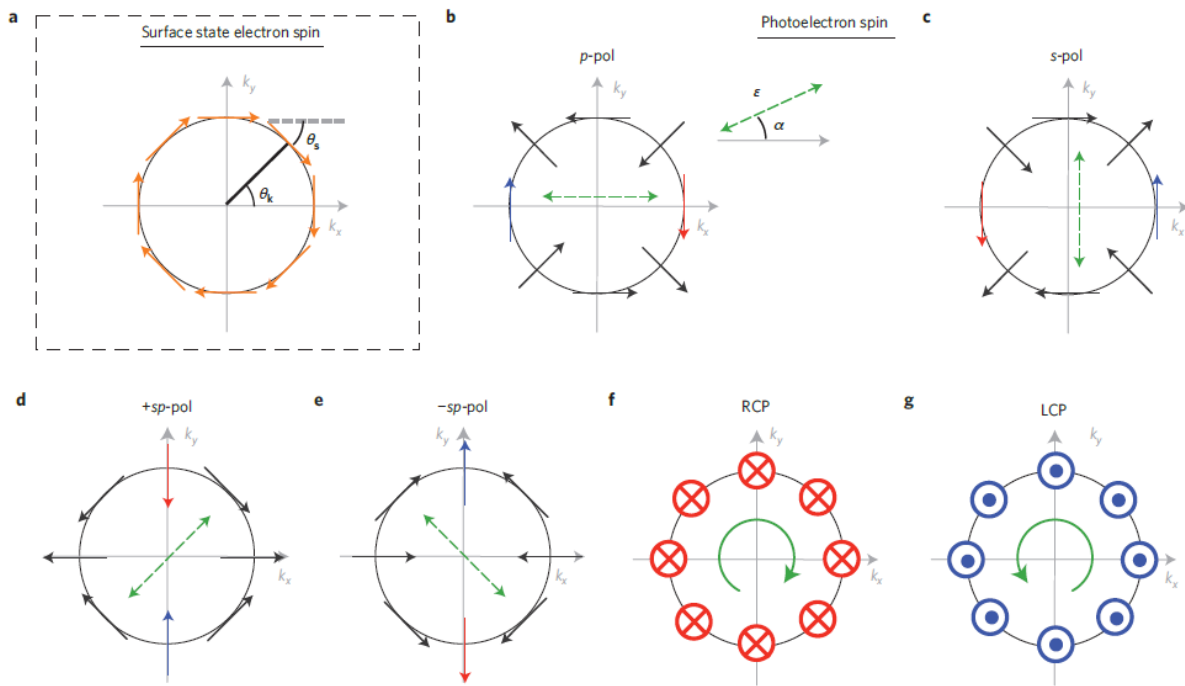 a
Surface state electron spin
k_y
θ_s
θ_k
k_x
b
Photoelectron spin
p-pol
k_y
ε
α
k_x
c
s-pol
k_y
k_x
d
+sp-pol
k_y
k_x
e
−sp-pol
k_y
k_x
f
RCP
k_y
k_x
g
LCP
k_y
k_x